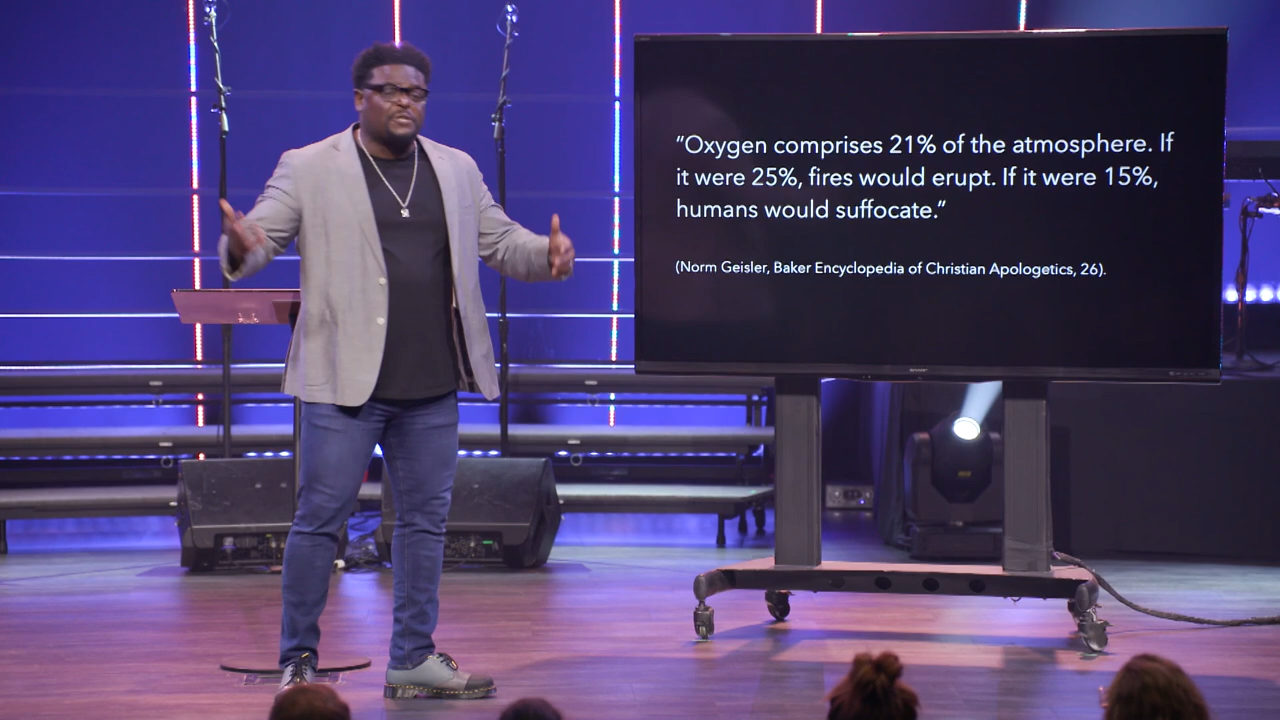 “Oxygen comprises 21% of the atmosphere. If
it were 25%, fires would erupt. If it were 15%,
humans would suffocate.”
(Norm Geisler, Baker Encyclopedia of Christian Apologetics, 26).